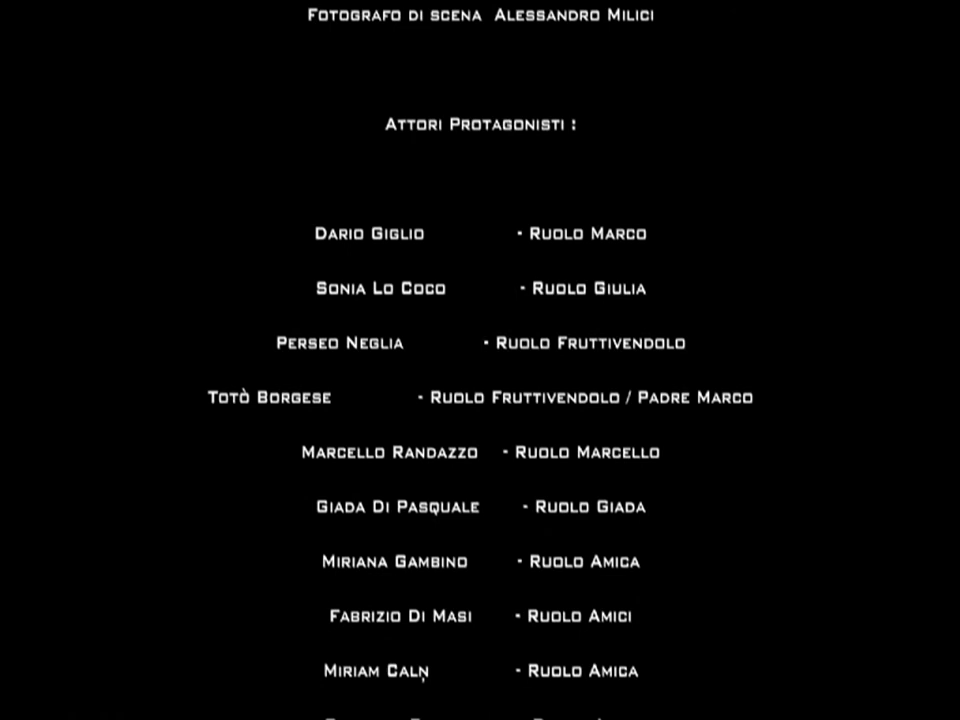 Fotografo di scena Alessandro Milici
Attori Protagonisti :
Dario Giglio - Ruolo Marco
Sonia Lo Coco - Ruolo Giulia
Perseo Neglia - Ruolo Fruttivendolo
Totò Borgese - Ruolo Fruttivendolo / Padre Marco
Marcello Randazzo - Ruolo Marcello
Giada Di Pasquale - Ruolo Giada
Miriana Gambino - Ruolo Amica
Fabrizio Di Masi - Ruolo Amici
Miriam Calņ - Ruolo Amica